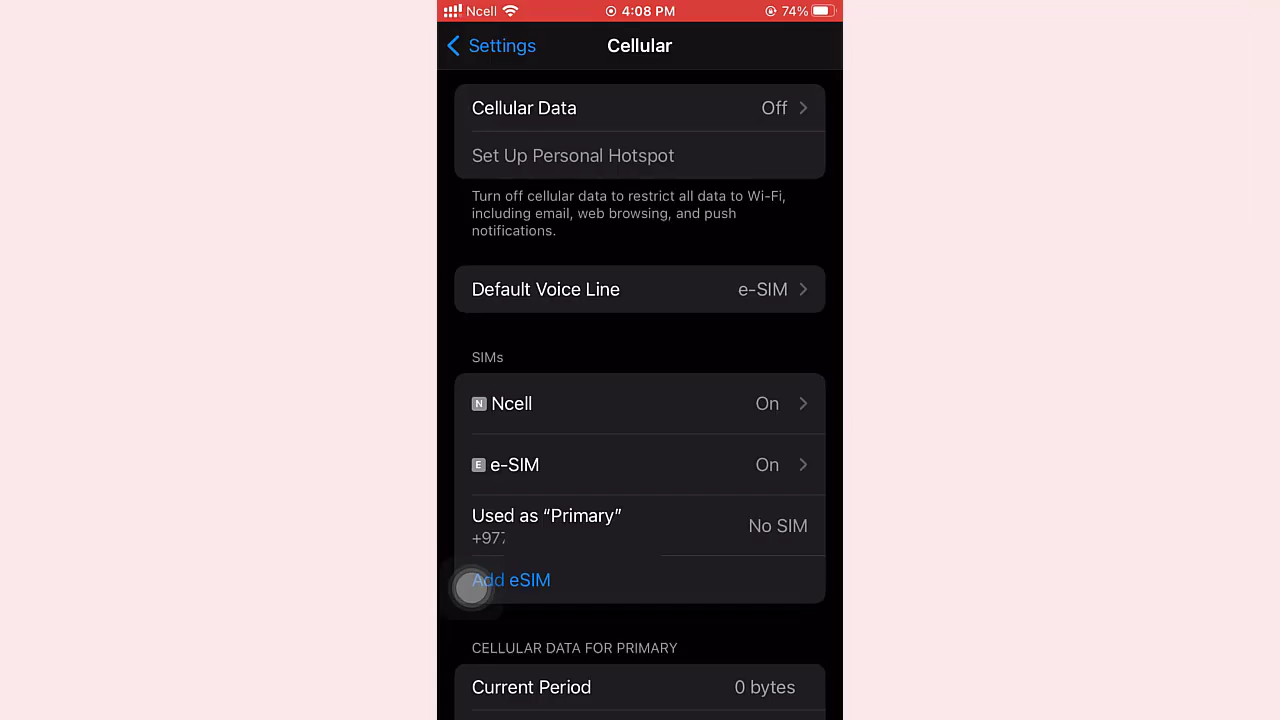 Ncell 4:08 PM 74%
Settings Cellular
Cellular Data Off
Set Up Personal Hotspot
Turn off cellular data to restrict all data to Wi-Fi,
including email, web browsing, and push
notifications.
Default Voice Line e-SIM
SIMs
N Ncell On
E e-SIM On
Used as “Primary”
No SIM
+977
Add eSIM
CELLULAR DATA FOR PRIMARY
Current Period 0 bytes